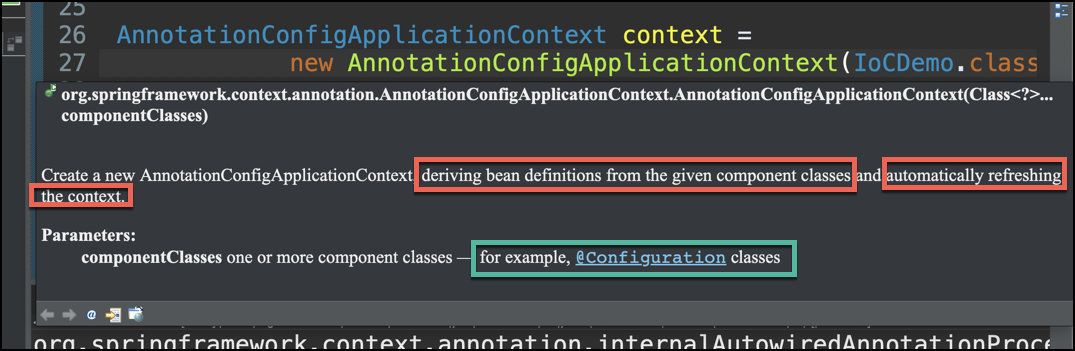 25
26 AnnotationConfigApplicationContext context =
27 new AnnotationConfigApplicationContext(IoCDemo.class
org.springframework.context.annotation.AnnotationConfigApplicationContext.AnnotationConfigApplicationContext(Class<?>...
componentClasses)
Create a new AnnotationConfigApplicationContext, deriving bean definitions from the given component classes and automatically refreshing
the context.
Parameters:
componentClasses one or more component classes — for example, @Configuration classes
@
org.springframework.context.annotation.internalAutowiredAnnotationProce